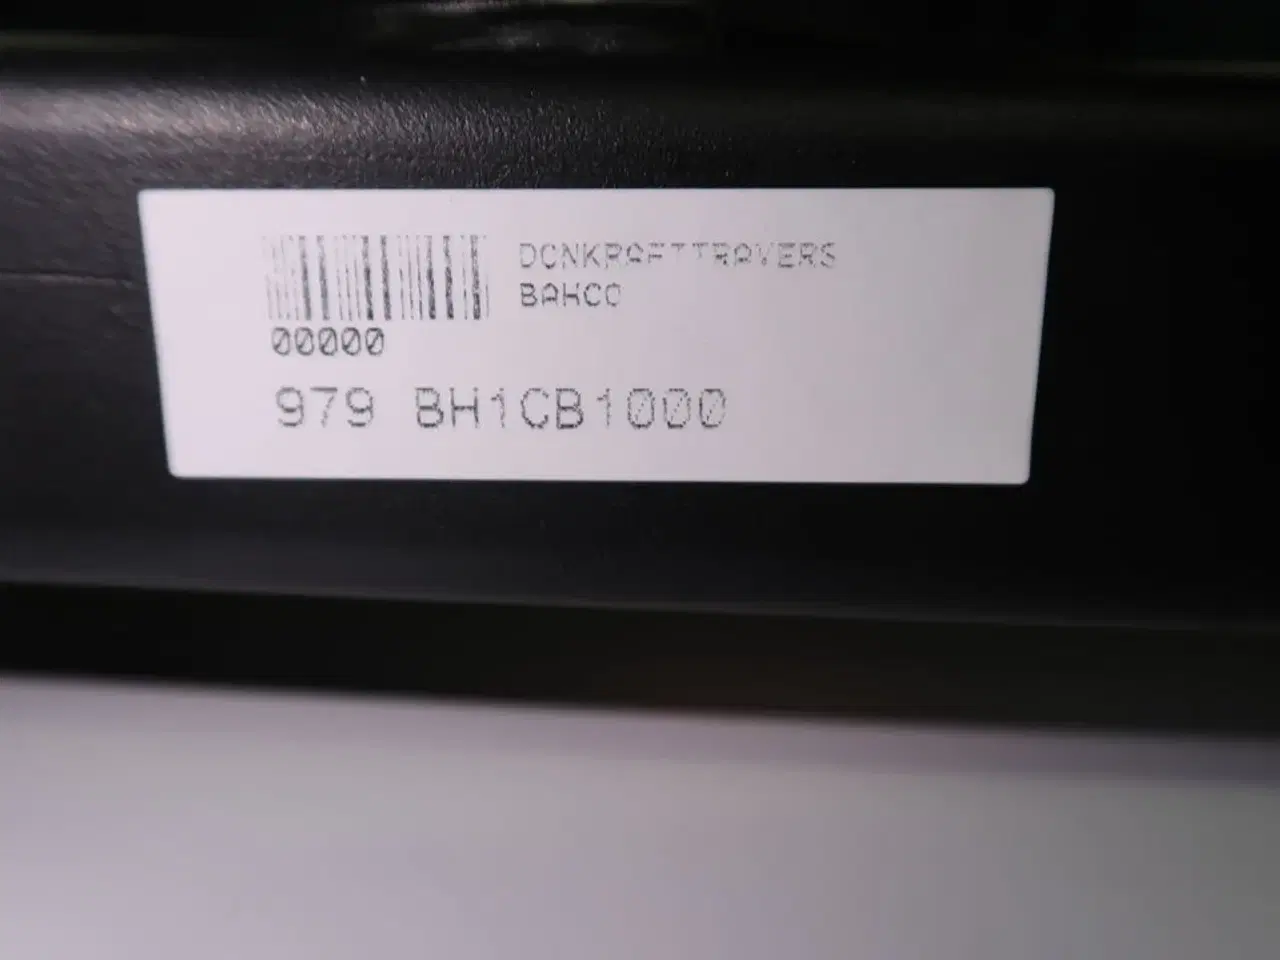 DONKRAFTTRAVERS
BAHCO
00000
979 BH1CB1000